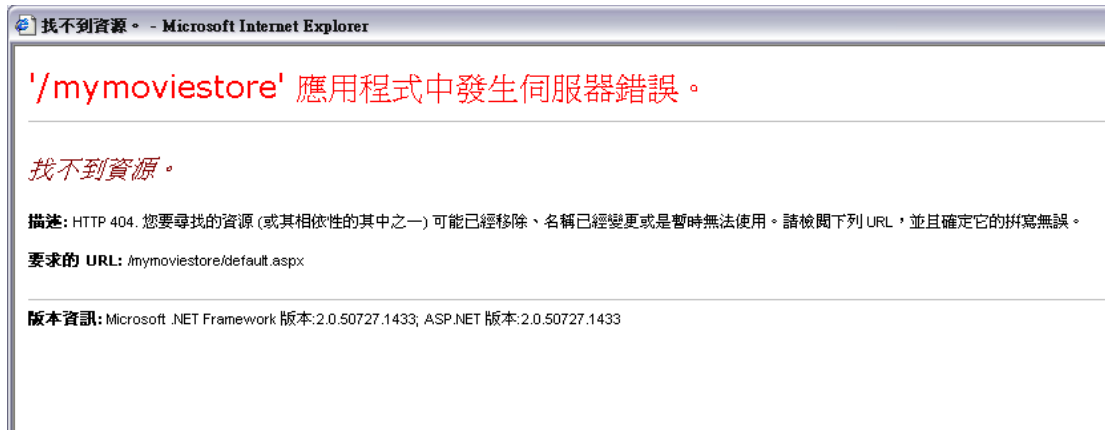 找不到資源。 - Microsoft Internet Explorer
'/mymoviestore' 應用程式中發生伺服器錯誤。
找不到資源。
描述: HTTP 404. 您要尋找的資源 (或其相依性的其中之一) 可能已經移除、名稱已經變更或是暫時無法使用。請檢閱下列 URL，並且確定它的拼寫無誤。
要求的 URL: /mymoviestore/default.aspx
版本資訊: Microsoft .NET Framework 版本:2.0.50727.1433; ASP.NET 版本:2.0.50727.1433